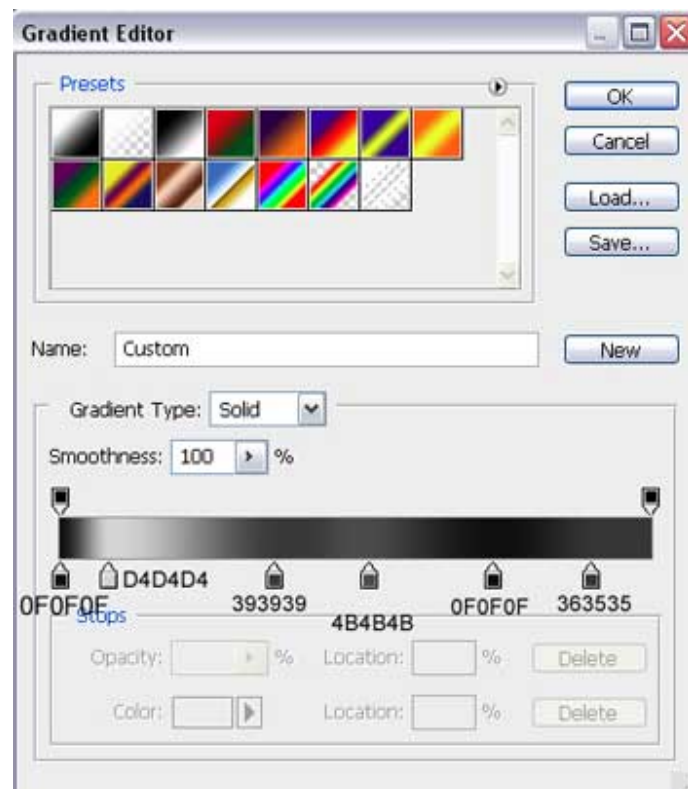 Gradient Editor
Presets
OK
Cancel
Load...
Save...
Name: Custom
New
Gradient Type: Solid
Smoothness: 100 %
D4D4D4
0F0F0F 393939 0F0F0F 363535
4B4B4B
Stops
Opacity: % Location: % Delete
Color: Location: % Delete